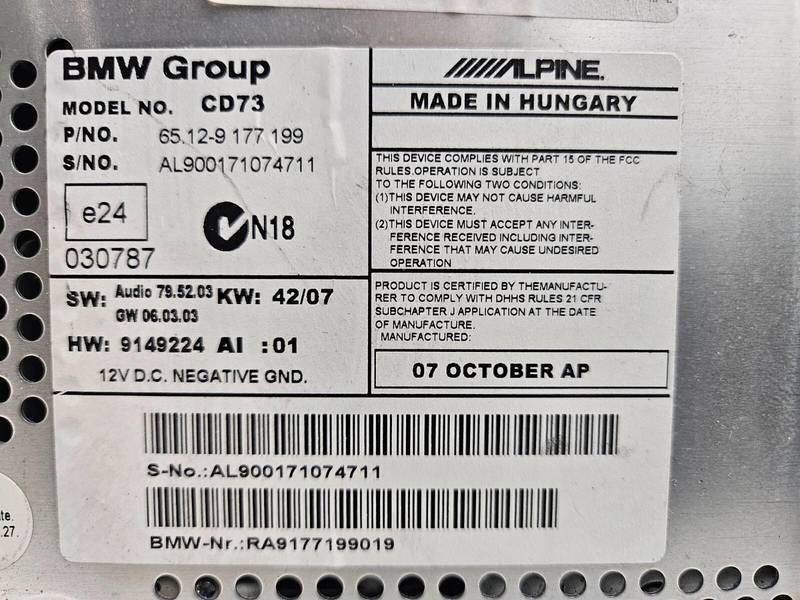 BMW Group
MODEL NO. CD73
P/NO. 65.12-9 177 199
S/NO. AL900171074711
e24
030787
N18
SW: Audio 79.52.03 KW: 42/07
GW 06.03.03
HW: 9149224 AI :01
12V D.C. NEGATIVE GND.
ALPINE.
MADE IN HUNGARY
THIS DEVICE COMPLIES WITH PART 15 OF THE FCC
RULES.OPERATION IS SUBJECT
TO THE FOLLOWING TWO CONDITIONS:
(1)THIS DEVICE MAY NOT CAUSE HARMFUL
INTERFERENCE.
(2)THIS DEVICE MUST ACCEPT ANY INTER-
FERENCE RECEIVED INCLUDING INTER-
FERENCE THAT MAY CAUSE UNDESIRED
OPERATION
PRODUCT IS CERTIFIED BY THEMANUFACTU-
RER TO COMPLY WITH DHHS RULES 21 CFR
SUBCHAPTER J APPLICATION AT THE DATE
OF MANUFACTURE.
MANUFACTURED:
07 OCTOBER AP
S-No.:AL900171074711
BMW-Nr.:RA9177199019
.27.